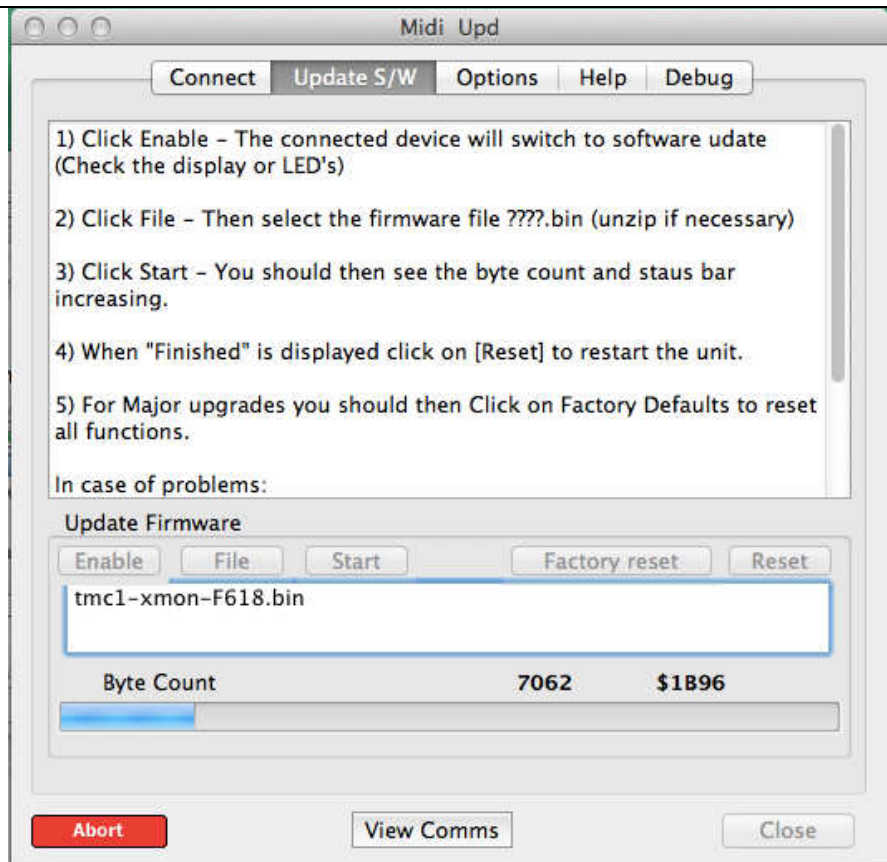 Midi Upd
Connect Update S/W Options Help Debug
1) Click Enable – The connected device will switch to software udate
(Check the display or LED's)
2) Click File – Then select the firmware file ????.bin (unzip if necessary)
3) Click Start – You should then see the byte count and staus bar
increasing.
4) When "Finished" is displayed click on [Reset] to restart the unit.
5) For Major upgrades you should then Click on Factory Defaults to reset
all functions.
In case of problems:
Update Firmware
Enable File Start Factory reset Reset
tmc1-xmon-F618.bin
Byte Count 7062 $1B96
Abort View Comms Close